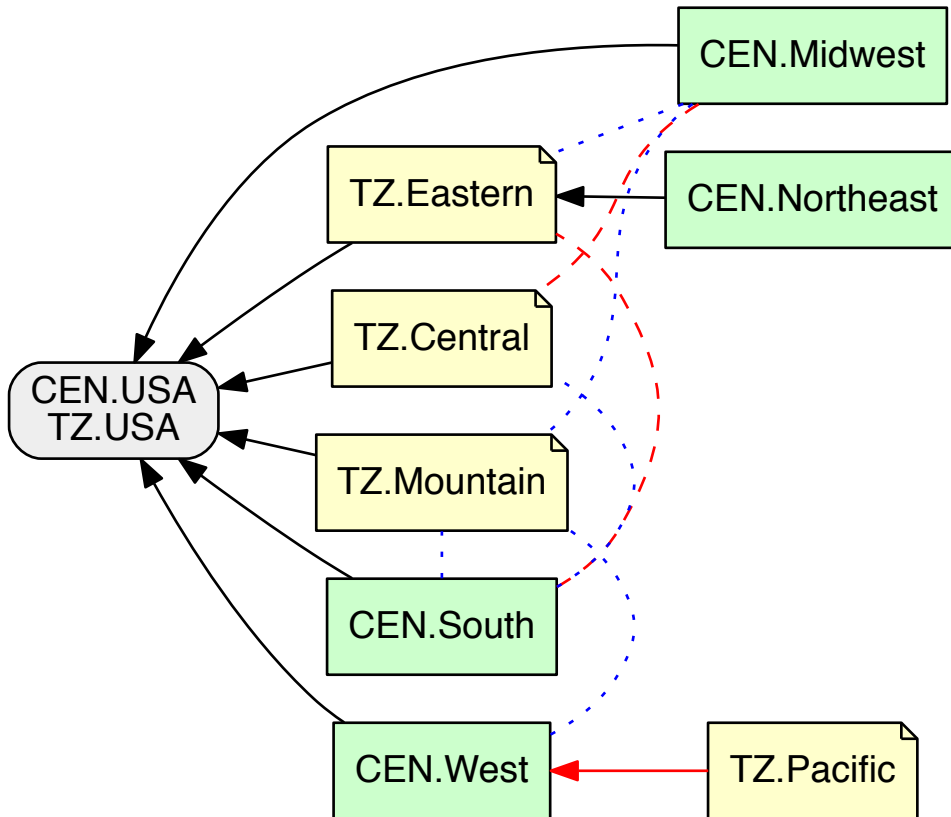 CEN.Midwest
TZ.Eastern
CEN.Northeast
TZ.Central
CEN.USA
TZ.USA
TZ.Mountain
CEN.South
CEN.West
TZ.Pacific